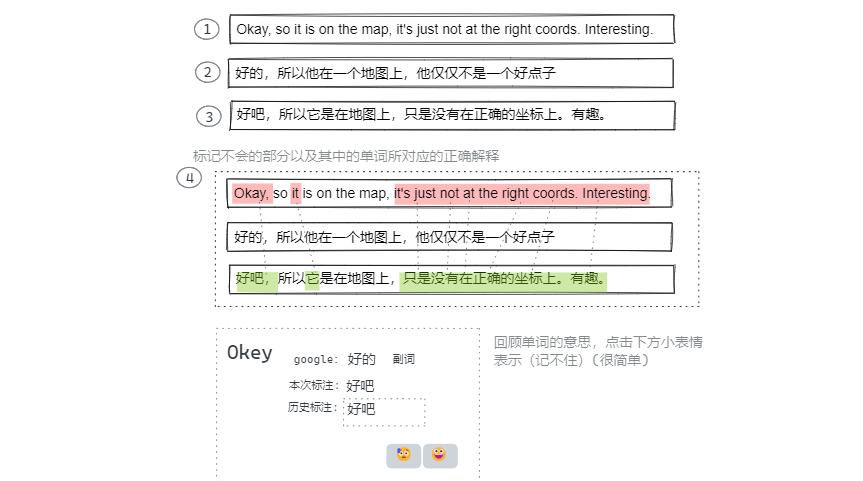 1 Okay, so it is on the map, it's just not at the right coords. Interesting.
2 好的，所以他在一个地图上，他仅仅不是一个好点子
3 好吧，所以它是在地图上，只是没有在正确的坐标上。有趣。
标记不会的部分以及其中的单词所对应的正确解释
4
Okay, so it is on the map, it's just not at the right coords. Interesting.
好的，所以他在一个地图上，他仅仅不是一个好点子
好吧，所以它是在地图上，只是没有在正确的坐标上。有趣。
Okey
google: 好的 副词
本次标注: 好吧
历史标注: 好吧
回顾单词的意思，点击下方小表情
表示（记不住）（很简单）